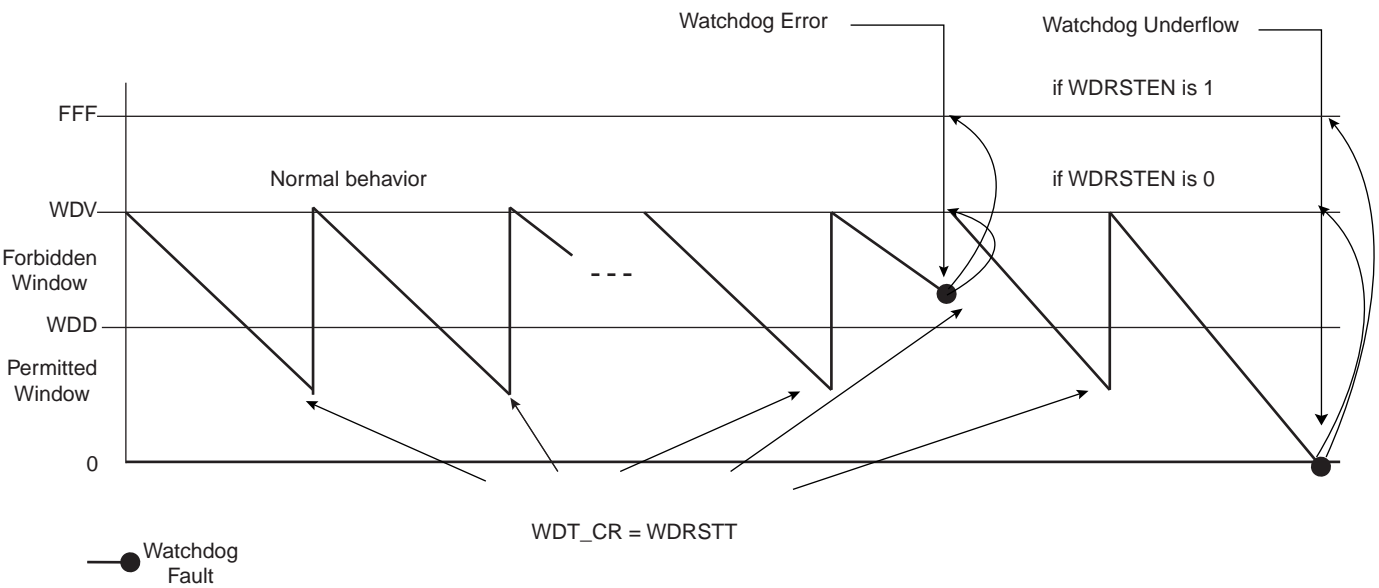 Watchdog Error
Watchdog Underflow
if WDRSTEN is 1
FFF
Normal behavior
if WDRSTEN is 0
WDV
Forbidden
Window
WDD
Permitted
Window
0
WDT_CR = WDRSTT
Watchdog
Fault